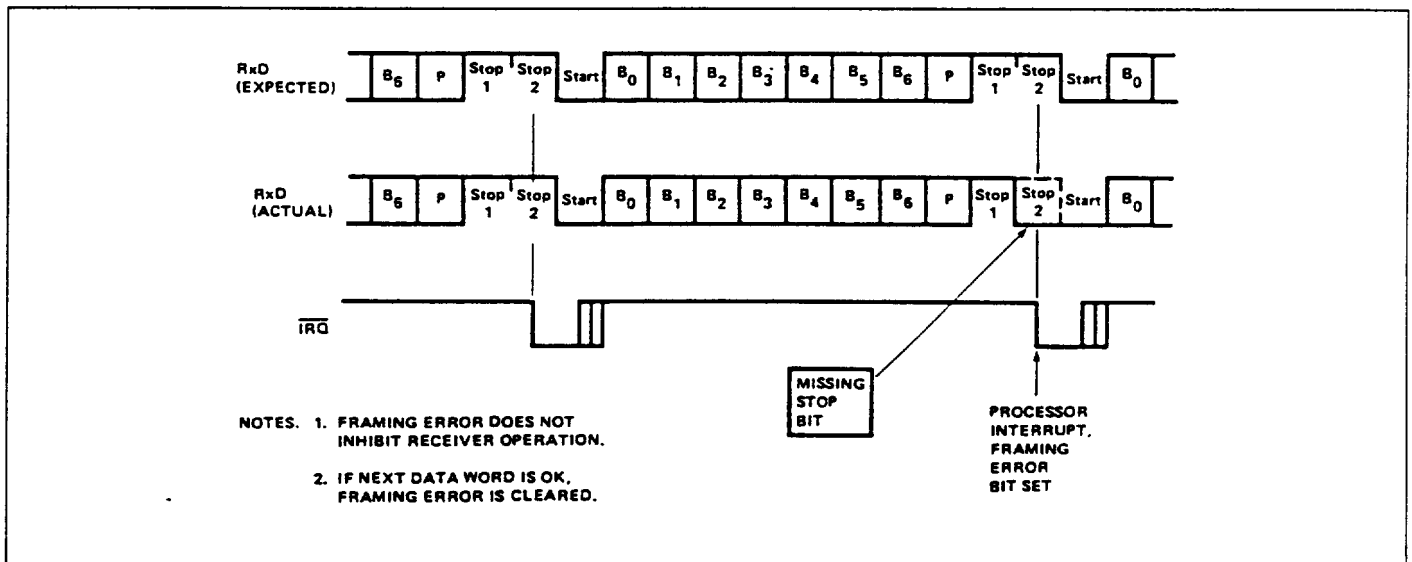 RxD
(EXPECTED)
B6 P Stop 1 Stop 2 Start B0 B1 B2 B3 B4 B5 B6 P Stop 1 Stop 2 Start B0
RxD
(ACTUAL)
B6 P Stop 1 Stop 2 Start B0 B1 B2 B3 B4 B5 B6 P Stop 1 Stop 2 Start B0
IRQ
MISSING
STOP
BIT
PROCESSOR
INTERRUPT,
FRAMING
ERROR
BIT SET
NOTES. 1. FRAMING ERROR DOES NOT
INHIBIT RECEIVER OPERATION.
2. IF NEXT DATA WORD IS OK,
FRAMING ERROR IS CLEARED.